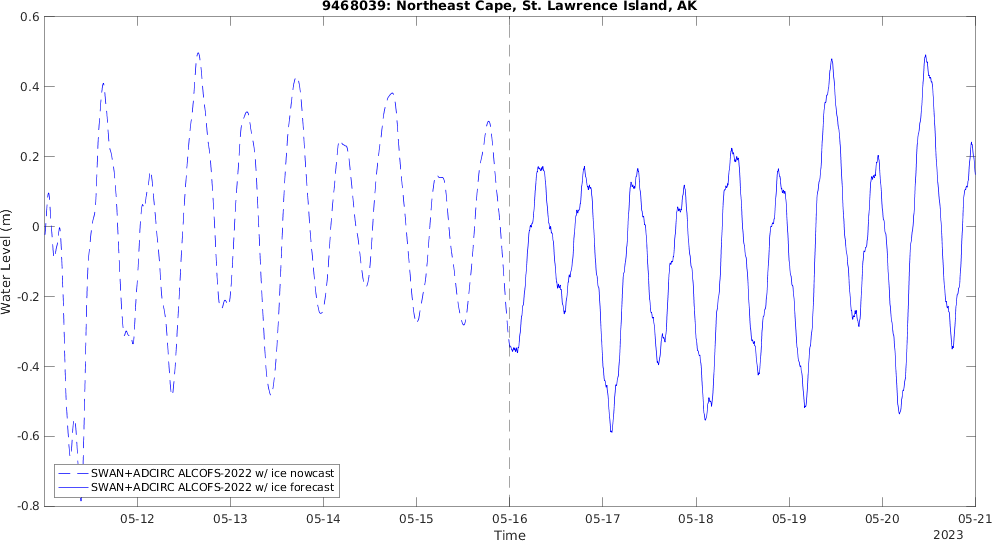 9468039: Northeast Cape, St. Lawrence Island, AK
0.6
0.4
0.2
0
-0.2
-0.4
-0.6
-0.8
Water Level (m)
SWAN+ADCIRC ALCOFS-2022 w/ ice nowcast
SWAN+ADCIRC ALCOFS-2022 w/ ice forecast
05-12 05-13 05-14 05-15 05-16 05-17 05-18 05-19 05-20 05-21
Time
2023